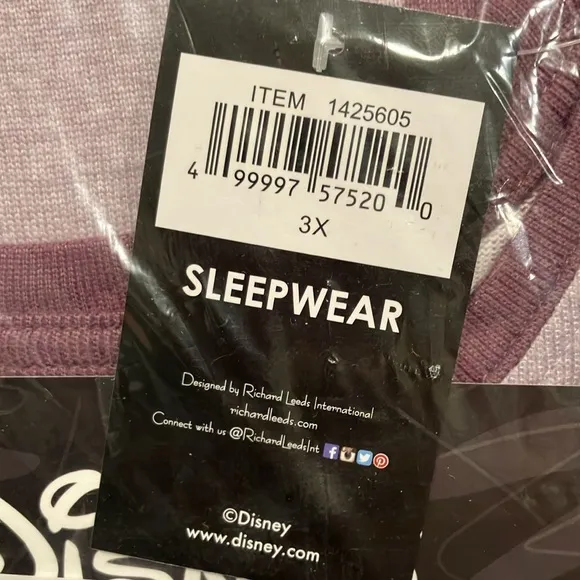 ITEM 1425605
4 99997 57520 0
3X
SLEEPWEAR
Designed by Richard Leeds International
richardleeds.com
Connect with us @RichardLeedsInt
©Disney
www.disney.com
Disney